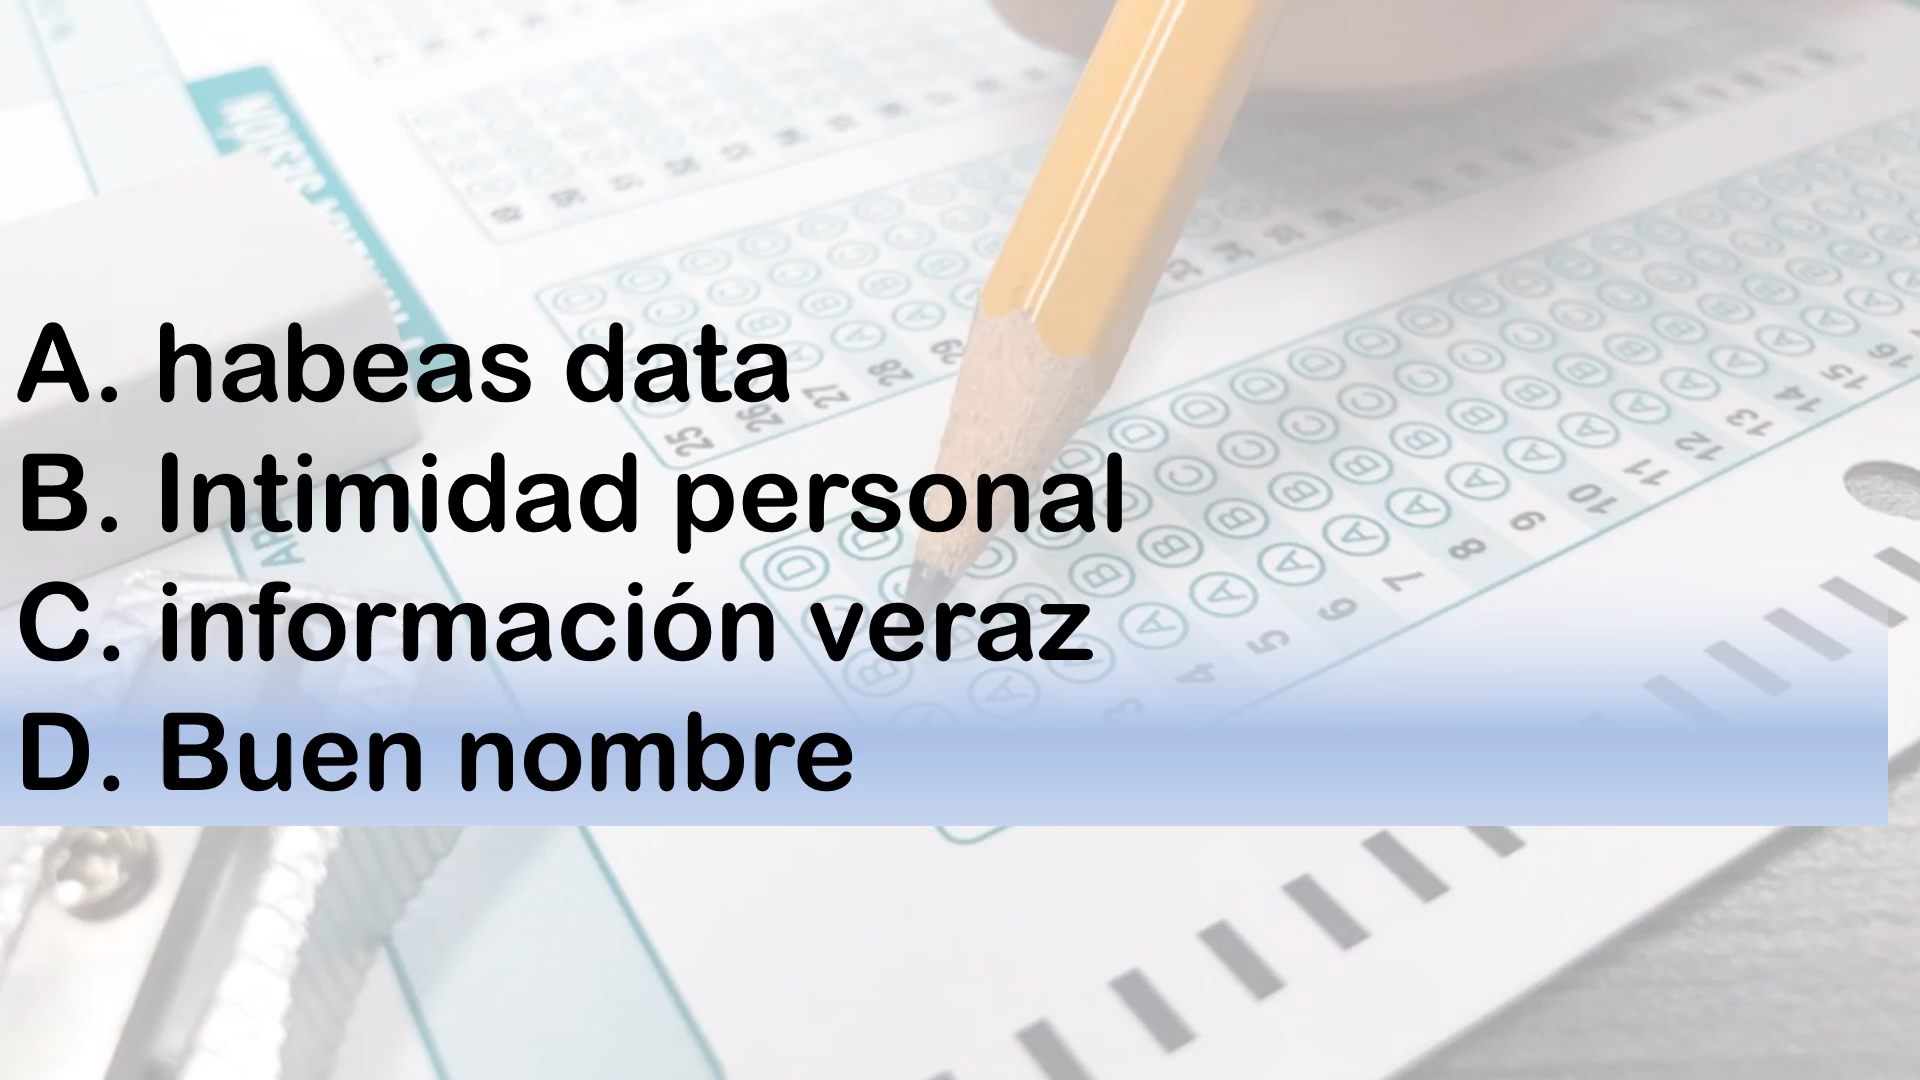 A. habeas data
B. Intimidad personal
C. información veraz
D. Buen nombre